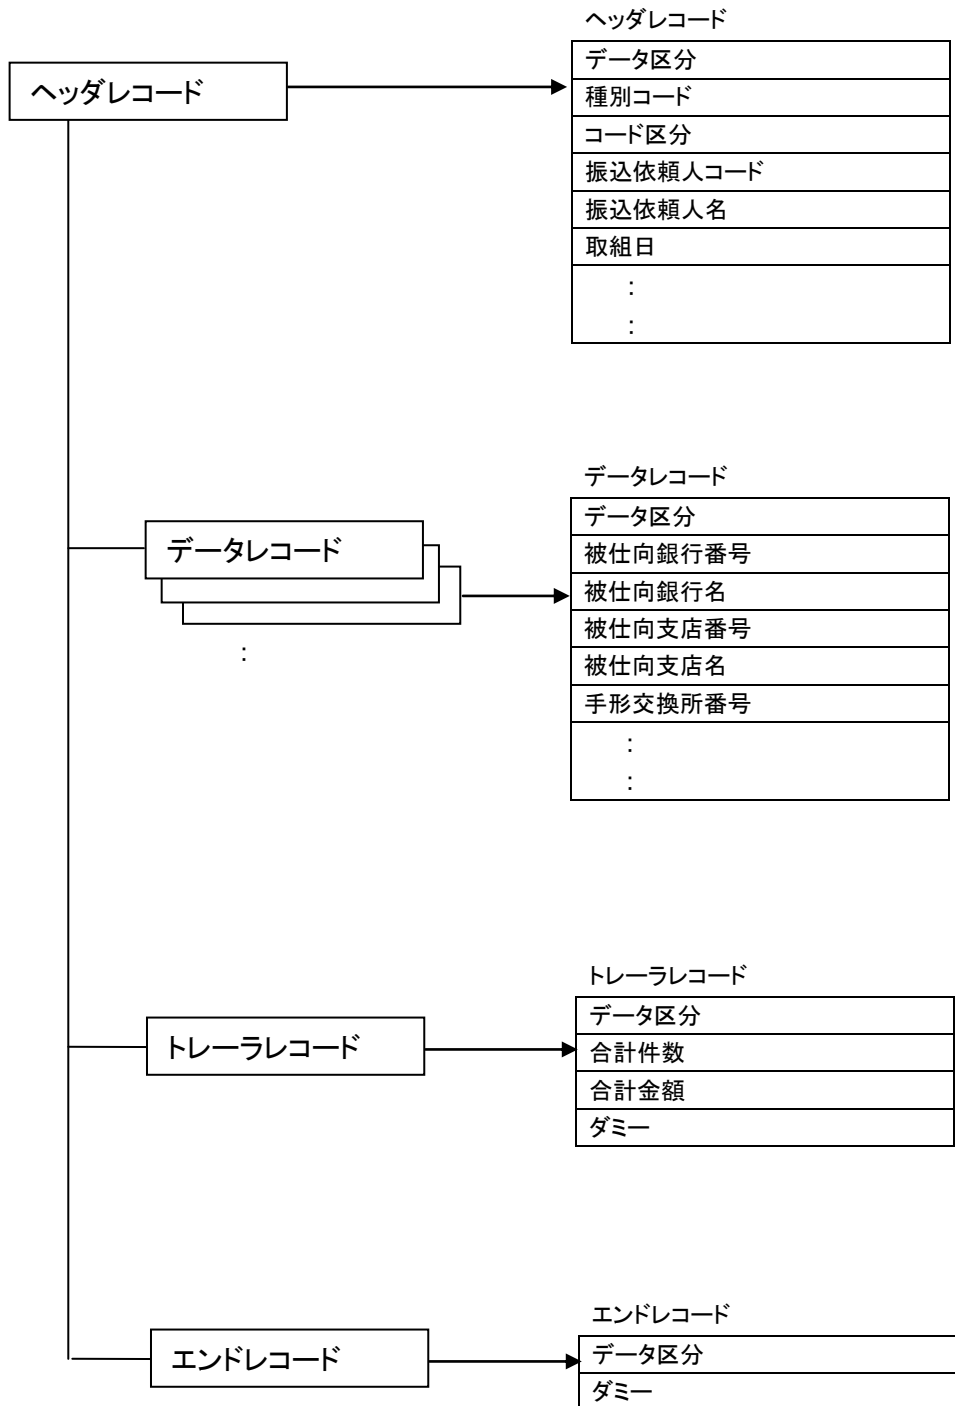 ヘッダレコード
ヘッダレコード
データ区分
種別コード
コード区分
振込依頼人コード
振込依頼人名
取組日
:
:
データレコード
:
データレコード
データ区分
被仕向銀行番号
被仕向銀行名
被仕向支店番号
被仕向支店名
手形交換所番号
:
:
トレーラレコード
トレーラレコード
データ区分
合計件数
合計金額
ダミー
エンドレコード
エンドレコード
データ区分
ダミー